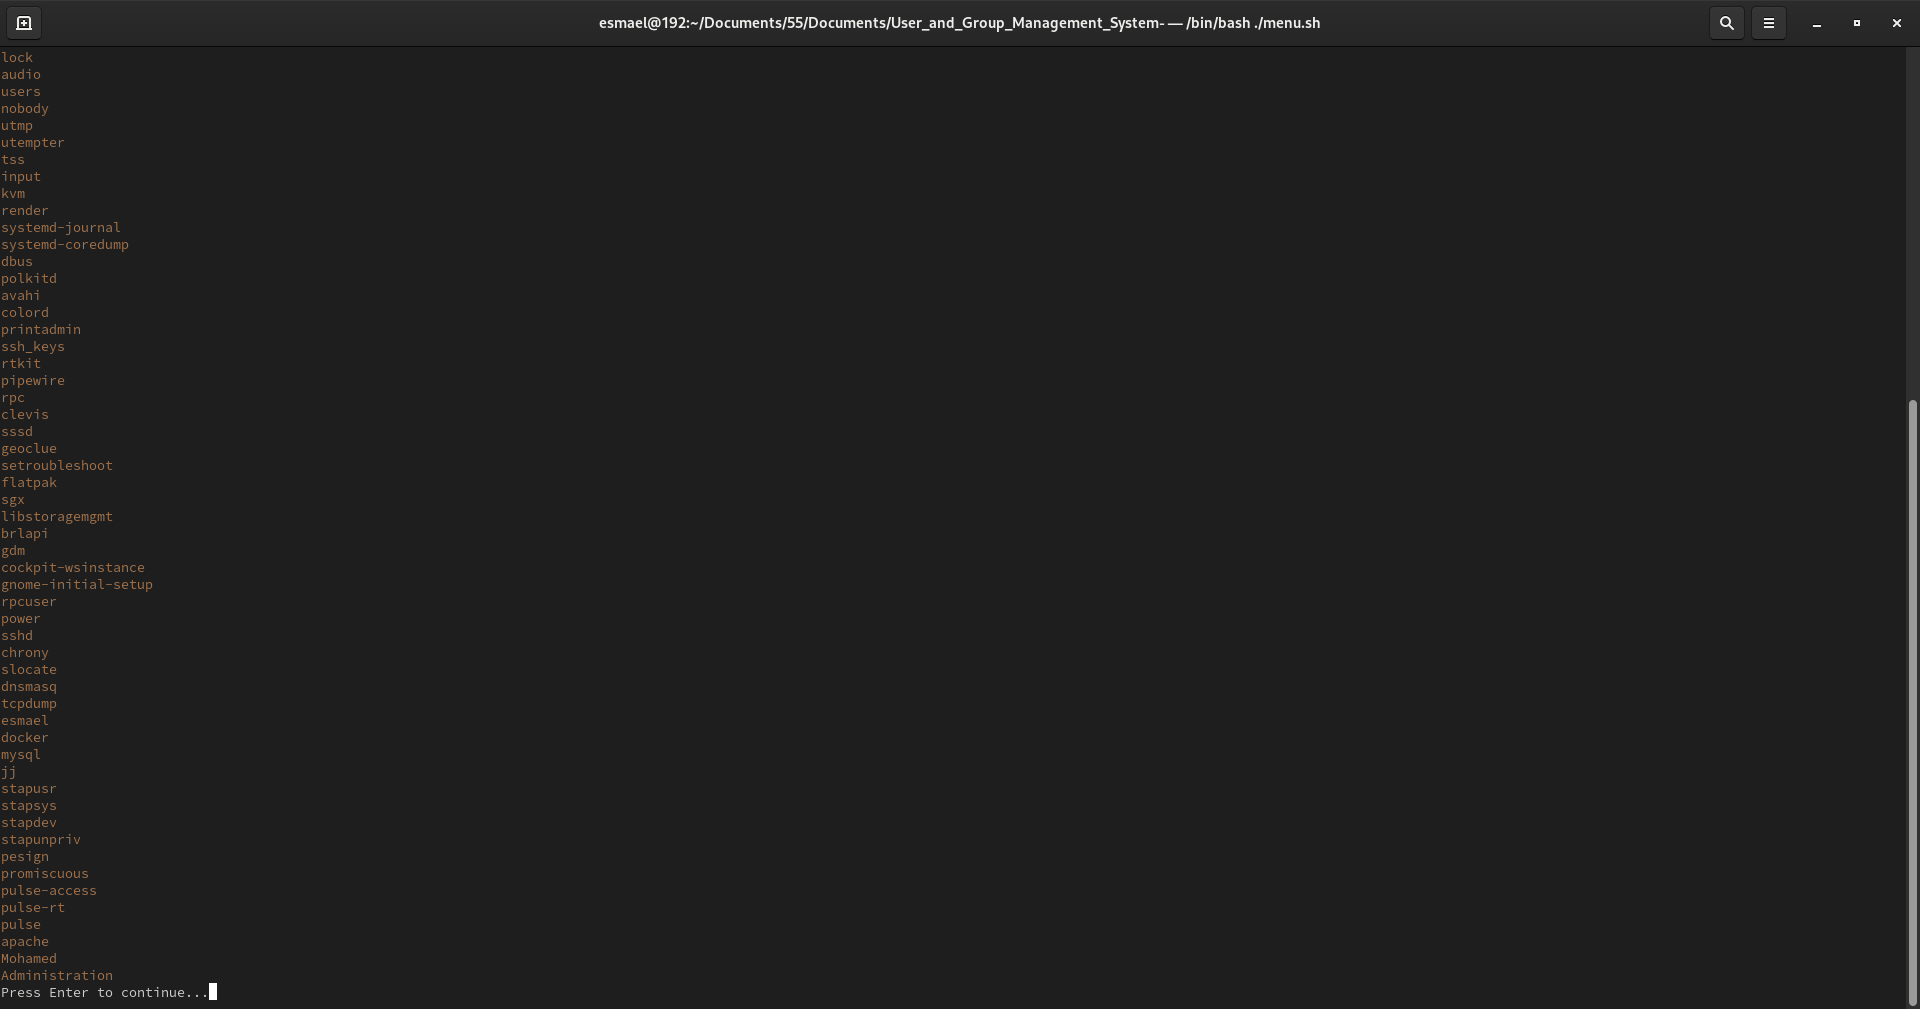 esmael@192:~/Documents/55/Documents/User_and_Group_Management_System- — /bin/bash ./menu.sh
lock
audio
users
nobody
utmp
utempter
tss
input
kvm
render
systemd-journal
systemd-coredump
dbus
polkitd
avahi
colord
printadmin
ssh_keys
rtkit
pipewire
rpc
clevis
sssd
geoclue
setroubleshoot
flatpak
sgx
libstoragemgmt
brlapi
gdm
cockpit-wsinstance
gnome-initial-setup
rpcuser
power
sshd
chrony
slocate
dnsmasq
tcpdump
esmael
docker
mysql
jj
stapusr
stapsys
stapdev
stapunpriv
pesign
promiscuous
pulse-access
pulse-rt
pulse
apache
Mohamed
Administration
Press Enter to continue...